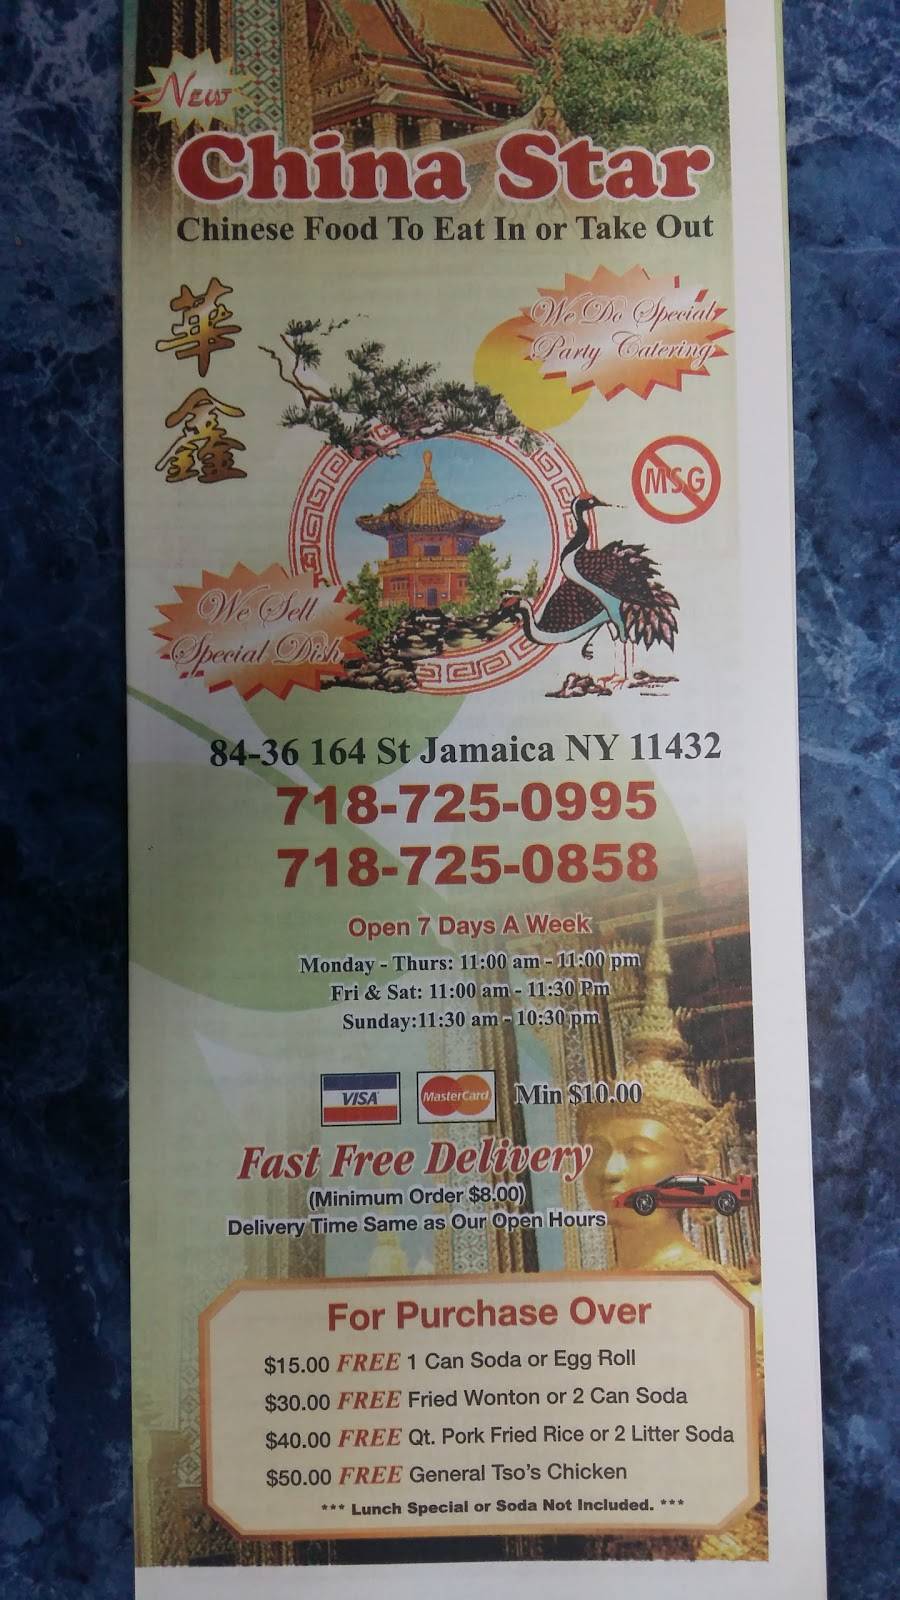 New
China Star
Chinese Food To Eat In or Take Out
華
鑫
We Do Special
Party Catering
MSG
We Sell
Special Dish
84-36 164 St Jamaica NY 11432
718-725-0995
718-725-0858
Open 7 Days A Week
Monday - Thurs: 11:00 am - 11:00 pm
Fri & Sat: 11:00 am - 11:30 Pm
Sunday:11:30 am - 10:30 pm
VISA MasterCard Min $10.00
Fast Free Delivery
(Minimum Order $8.00)
Delivery Time Same as Our Open Hours
For Purchase Over
$15.00 FREE 1 Can Soda or Egg Roll
$30.00 FREE Fried Wonton or 2 Can Soda
$40.00 FREE Qt. Pork Fried Rice or 2 Litter Soda
$50.00 FREE General Tso's Chicken
*** Lunch Special or Soda Not Included. ***